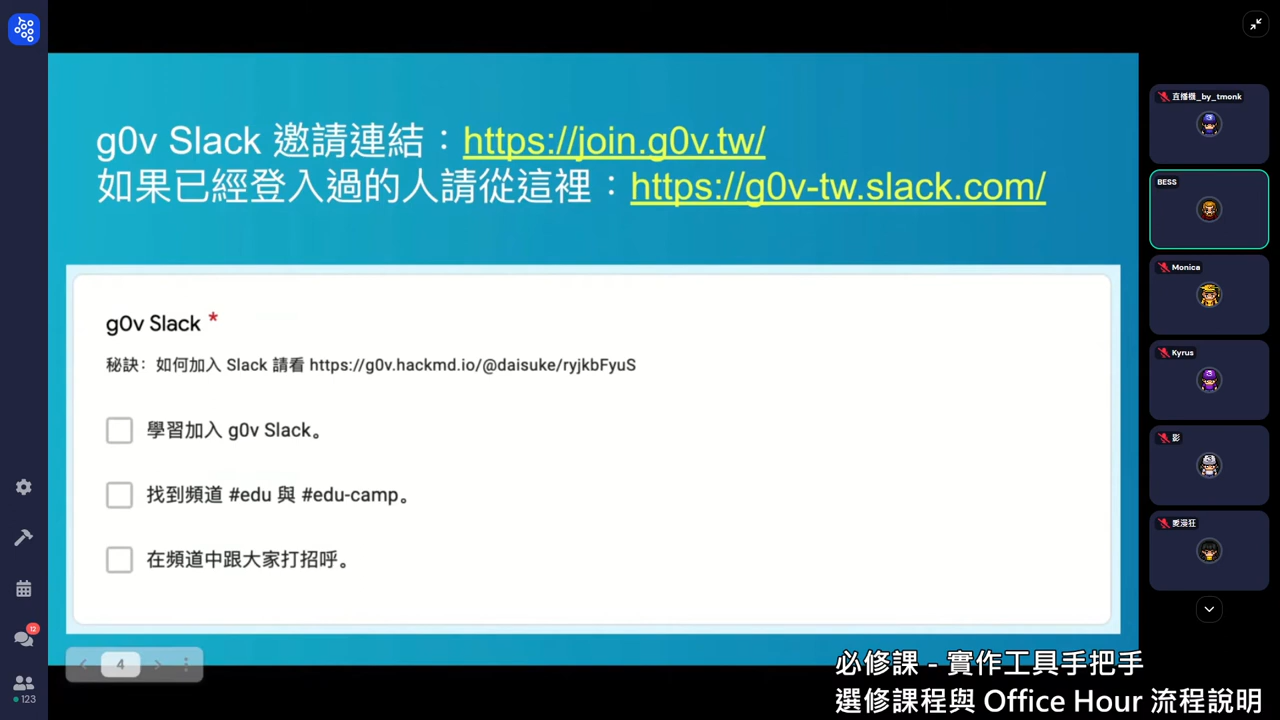 g0v Slack 邀請連結：https://join.g0v.tw/
如果已經登入過的人請從這裡：https://g0v-tw.slack.com/
g0v Slack *
秘訣：如何加入 Slack 請看 https://g0v.hackmd.io/@daisuke/ryjkbFyuS
學習加入 g0v Slack。
找到頻道 #edu 與 #edu-camp。
在頻道中跟大家打招呼。
4
必修課 - 實作工具手把手
選修課程與 Office Hour 流程說明
直播機_by_tmonk
BESS
Monica
Kyrus
影
愛漫狂
12
123